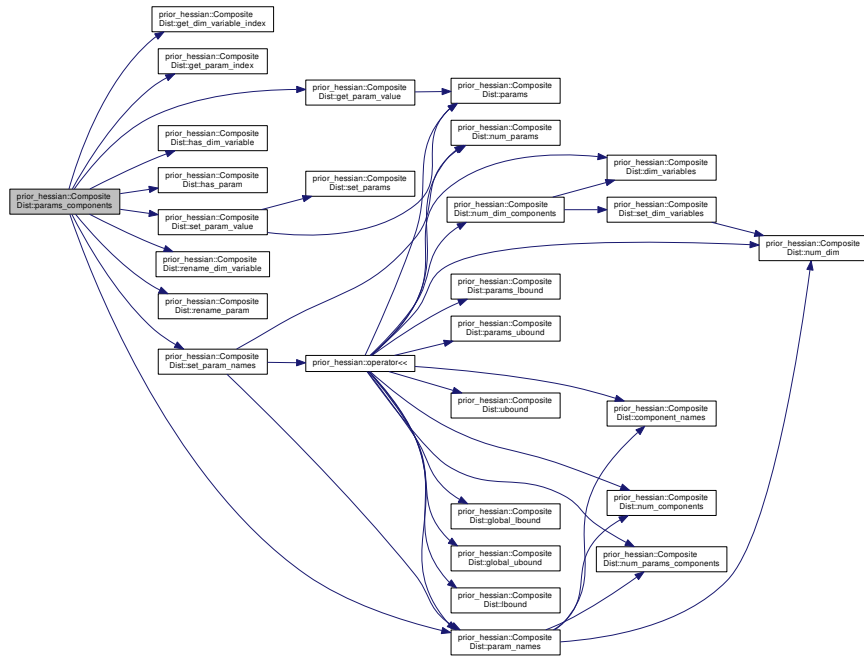 prior_hessian::Composite
Dist::get_dim_variable_index
prior_hessian::Composite
Dist::get_param_index
prior_hessian::Composite
Dist::get_param_value
prior_hessian::Composite
Dist::params
prior_hessian::Composite
Dist::has_dim_variable
prior_hessian::Composite
Dist::num_params
prior_hessian::Composite
Dist::has_param
prior_hessian::Composite
Dist::set_params
prior_hessian::Composite
Dist::dim_variables
prior_hessian::Composite
Dist::params_components
prior_hessian::Composite
Dist::set_param_value
prior_hessian::Composite
Dist::num_dim_components
prior_hessian::Composite
Dist::set_dim_variables
prior_hessian::Composite
Dist::num_dim
prior_hessian::Composite
Dist::rename_dim_variable
prior_hessian::Composite
Dist::params_lbound
prior_hessian::Composite
Dist::rename_param
prior_hessian::Composite
Dist::params_ubound
prior_hessian::Composite
Dist::set_param_names
prior_hessian::operator<<
prior_hessian::Composite
Dist::ubound
prior_hessian::Composite
Dist::component_names
prior_hessian::Composite
Dist::global_lbound
prior_hessian::Composite
Dist::num_components
prior_hessian::Composite
Dist::global_ubound
prior_hessian::Composite
Dist::num_params_components
prior_hessian::Composite
Dist::lbound
prior_hessian::Composite
Dist::param_names